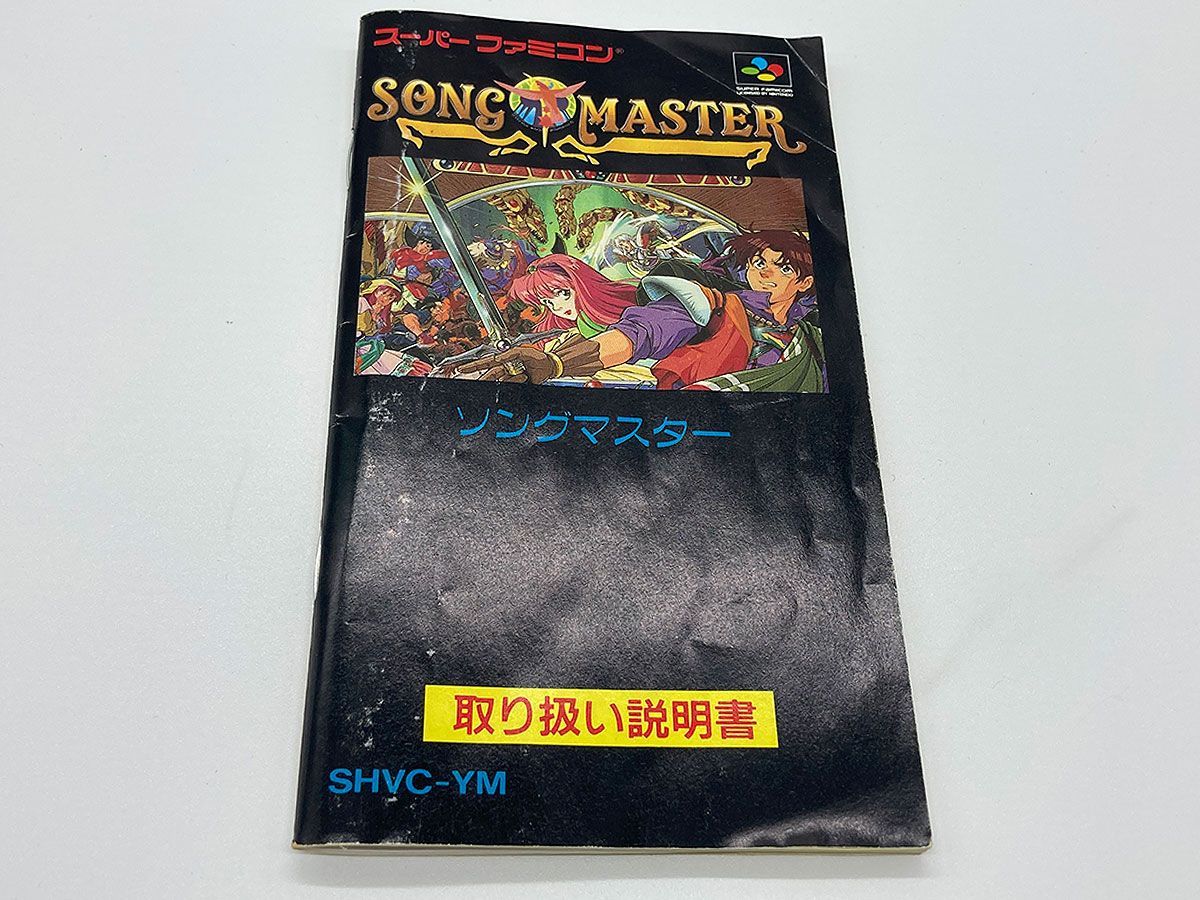 スーパーファミコン®
SUPER FAMICOM
LICENSED BY NINTENDO
SONG MASTER
ソングマスター
取り扱い説明書
SHVC-YM